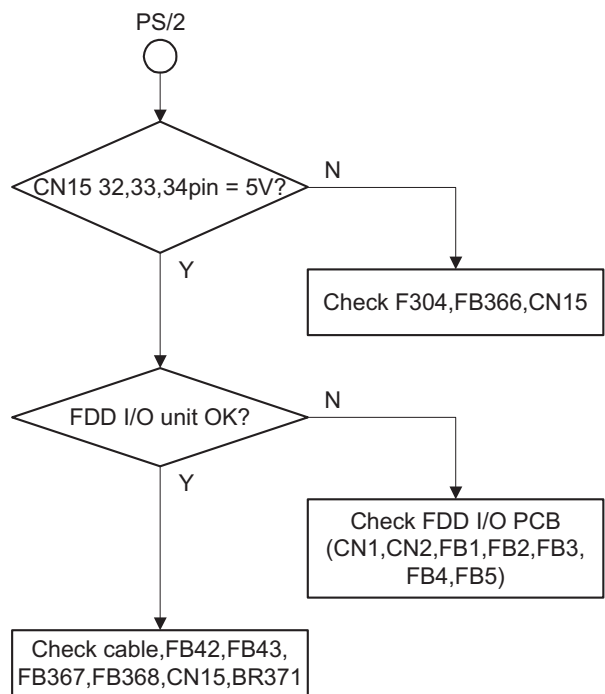 PS/2
CN15 32,33,34pin = 5V?
N
Y
Check F304,FB366,CN15
FDD I/O unit OK?
N
Y
Check FDD I/O PCB
(CN1,CN2,FB1,FB2,FB3,
FB4,FB5)
Check cable,FB42,FB43,
FB367,FB368,CN15,BR371